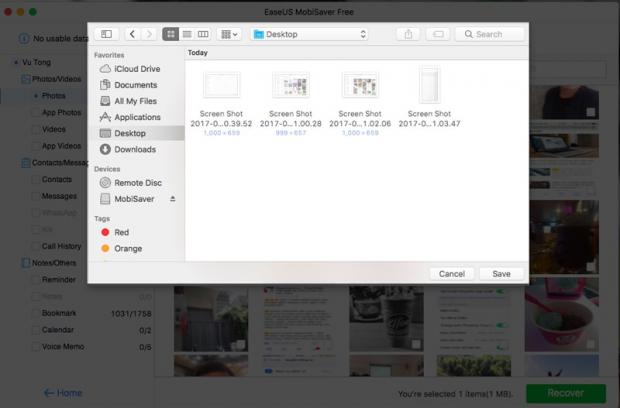 EaseUS MobiSaver Free
No usable data
Desktop
Search
Favorites
iCloud Drive
Documents
All My Files
Applications
Desktop
Downloads
Devices
Remote Disc
MobiSaver
Tags
Red
Orange
Today
Screen Shot
2017-0...0.39.52
1,000 × 659
Screen Shot
2017-0...1.00.28
999 × 657
Screen Shot
2017-0...1.02.06
1,000 × 659
Screen Shot
2017-0...1.03.47
Cancel
Save
Vu Tong
Photos/Videos
Photos
App Photos
Videos
App Videos
Contacts/Messag
Contacts
Messages
WhatsApp
Kik
Call History
Notes/Others
Reminder
Notes 0/0
Bookmark 1031/1758
Calendar 0/2
Voice Memo 0/5
Home
You're selected 1 items(1 MB).
Recover